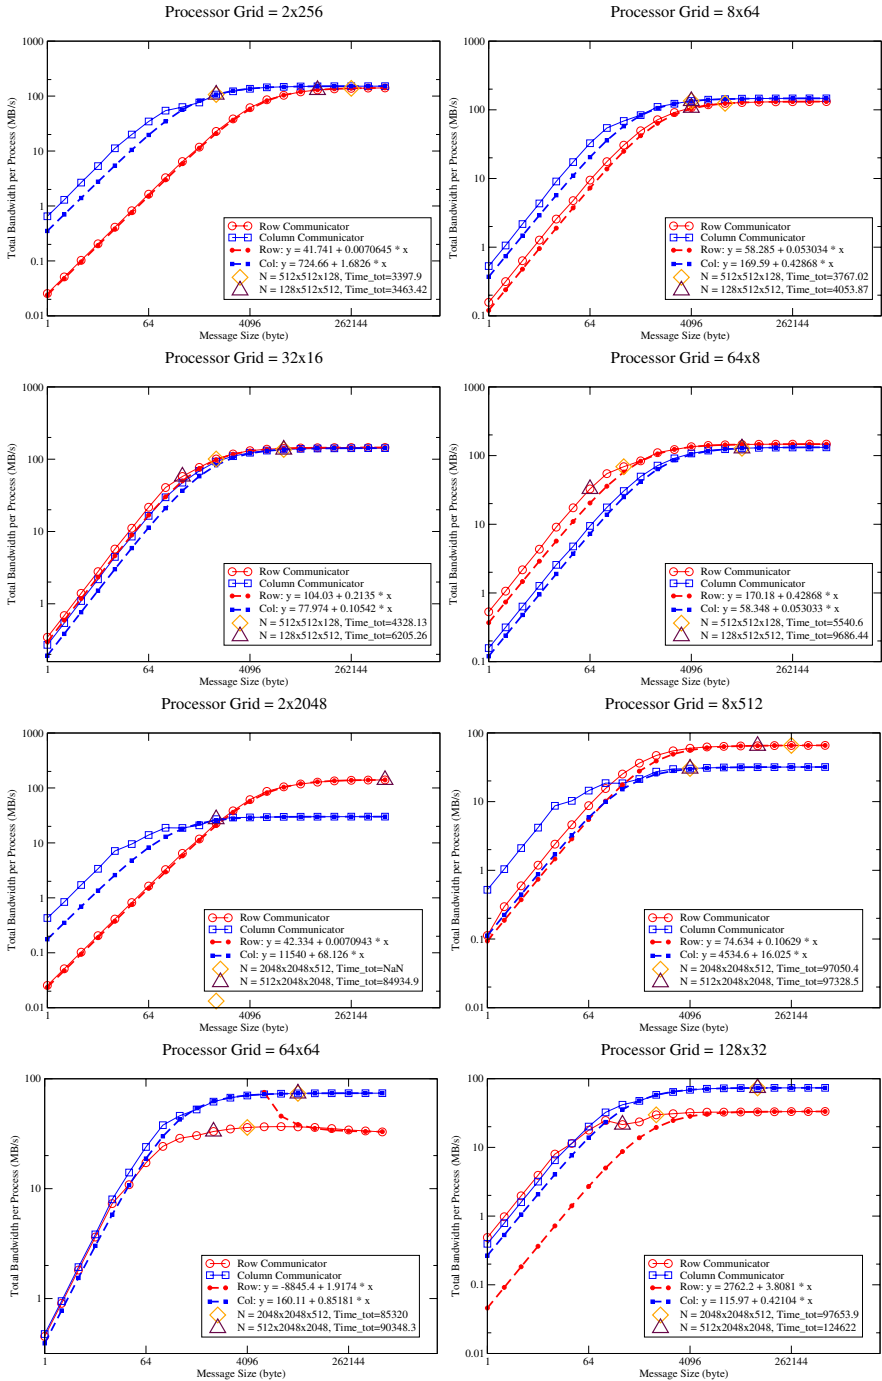 Processor Grid = 2x256
Total Bandwidth per Process (MB/s)
1000
100
10
1
0.1
0.01
1
64
4096
262144
Message Size (byte)
Row Communicator
Column Communicator
Row: y = 41.741 + 0.0070645 * x
Col: y = 724.66 + 1.6826 * x
N = 512x512x128, Time_tot=3397.9
N = 128x512x512, Time_tot=3463.42
Processor Grid = 8x64
Total Bandwidth per Process (MB/s)
1000
100
10
1
0.1
1
64
4096
262144
Message Size (byte)
Row Communicator
Column Communicator
Row: y = 58.285 + 0.053034 * x
Col: y = 169.59 + 0.42868 * x
N = 512x512x128, Time_tot=3767.02
N = 128x512x512, Time_tot=4053.87
Processor Grid = 32x16
Total Bandwidth per Process (MB/s)
1000
100
10
1
1
64
4096
262144
Message Size (byte)
Row Communicator
Column Communicator
Row: y = 104.03 + 0.2135 * x
Col: y = 77.974 + 0.10542 * x
N = 512x512x128, Time_tot=4328.13
N = 128x512x512, Time_tot=6205.26
Processor Grid = 64x8
Total Bandwidth per Process (MB/s)
1000
100
10
1
0.1
1
64
4096
262144
Message Size (byte)
Row Communicator
Column Communicator
Row: y = 170.18 + 0.42868 * x
Col: y = 58.348 + 0.053033 * x
N = 512x512x128, Time_tot=5540.6
N = 128x512x512, Time_tot=9686.44
Processor Grid = 2x2048
Total Bandwidth per Process (MB/s)
1000
100
10
1
0.1
0.01
1
64
4096
262144
Message Size (byte)
Row Communicator
Column Communicator
Row: y = 42.334 + 0.0070943 * x
Col: y = 11540 + 68.126 * x
N = 2048x2048x512, Time_tot=NaN
N = 512x2048x2048, Time_tot=84934.9
Processor Grid = 8x512
Total Bandwidth per Process (MB/s)
100
10
1
0.1
0.01
1
64
4096
262144
Message Size (byte)
Row Communicator
Column Communicator
Row: y = 74.634 + 0.10629 * x
Col: y = 4534.6 + 16.025 * x
N = 2048x2048x512, Time_tot=97050.4
N = 512x2048x2048, Time_tot=97328.5
Processor Grid = 64x64
Total Bandwidth per Process (MB/s)
100
10
1
1
64
4096
262144
Message Size (byte)
Row Communicator
Column Communicator
Row: y = -8845.4 + 1.9174 * x
Col: y = 160.11 + 0.85181 * x
N = 2048x2048x512, Time_tot=85320
N = 512x2048x2048, Time_tot=90348.3
Processor Grid = 128x32
Total Bandwidth per Process (MB/s)
100
10
1
0.1
0.01
1
64
4096
262144
Message Size (byte)
Row Communicator
Column Communicator
Row: y = 2762.2 + 3.8081 * x
Col: y = 115.97 + 0.42104 * x
N = 2048x2048x512, Time_tot=97653.9
N = 512x2048x2048, Time_tot=124622